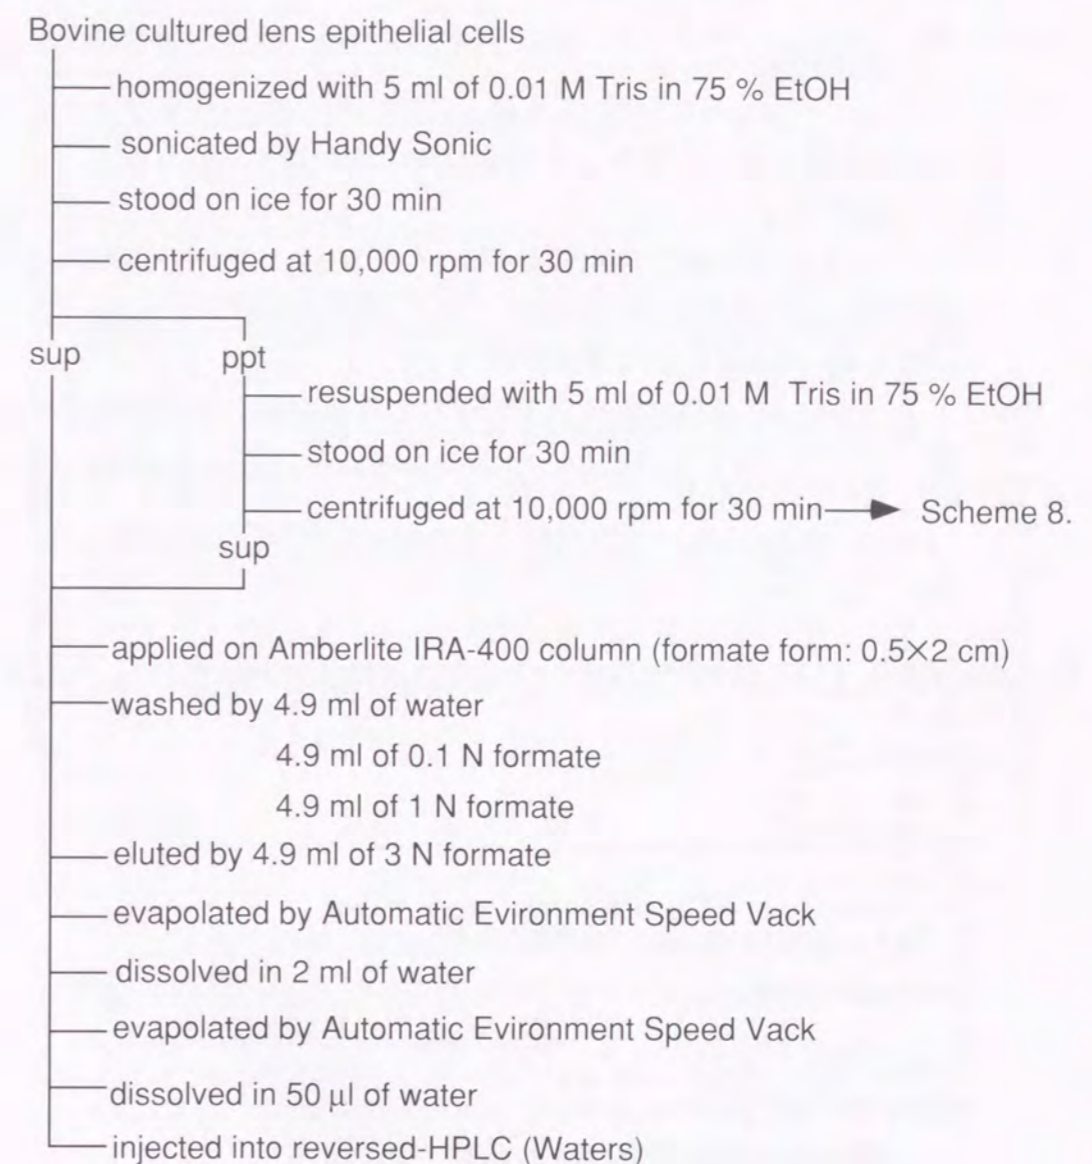 Bovine cultured lens epithelial cells
homogenized with 5 ml of 0.01 M Tris in 75 % EtOH
sonicated by Handy Sonic
stood on ice for 30 min
centrifuged at 10,000 rpm for 30 min
sup ppt
resuspended with 5 ml of 0.01 M Tris in 75 % EtOH
stood on ice for 30 min
centrifuged at 10,000 rpm for 30 min Scheme 8.
sup
applied on Amberlite IRA-400 column (formate form: 0.5×2 cm)
washed by 4.9 ml of water
4.9 ml of 0.1 N formate
4.9 ml of 1 N formate
eluted by 4.9 ml of 3 N formate
evapolated by Automatic Evironment Speed Vack
dissolved in 2 ml of water
evapolated by Automatic Evironment Speed Vack
dissolved in 50 μl of water
injected into reversed-HPLC (Waters)